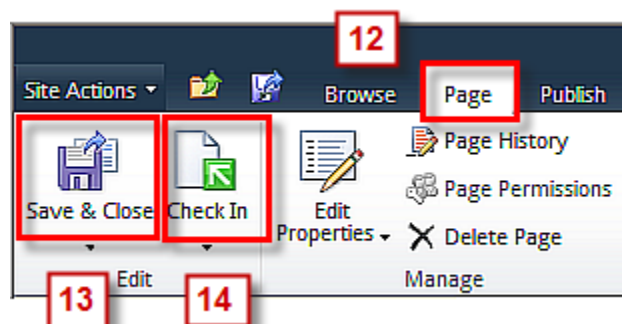 12
Site Actions Browse Page Publish
Save & Close Check In Edit Properties Page History
Page Permissions
Delete Page
Edit Manage
13 14